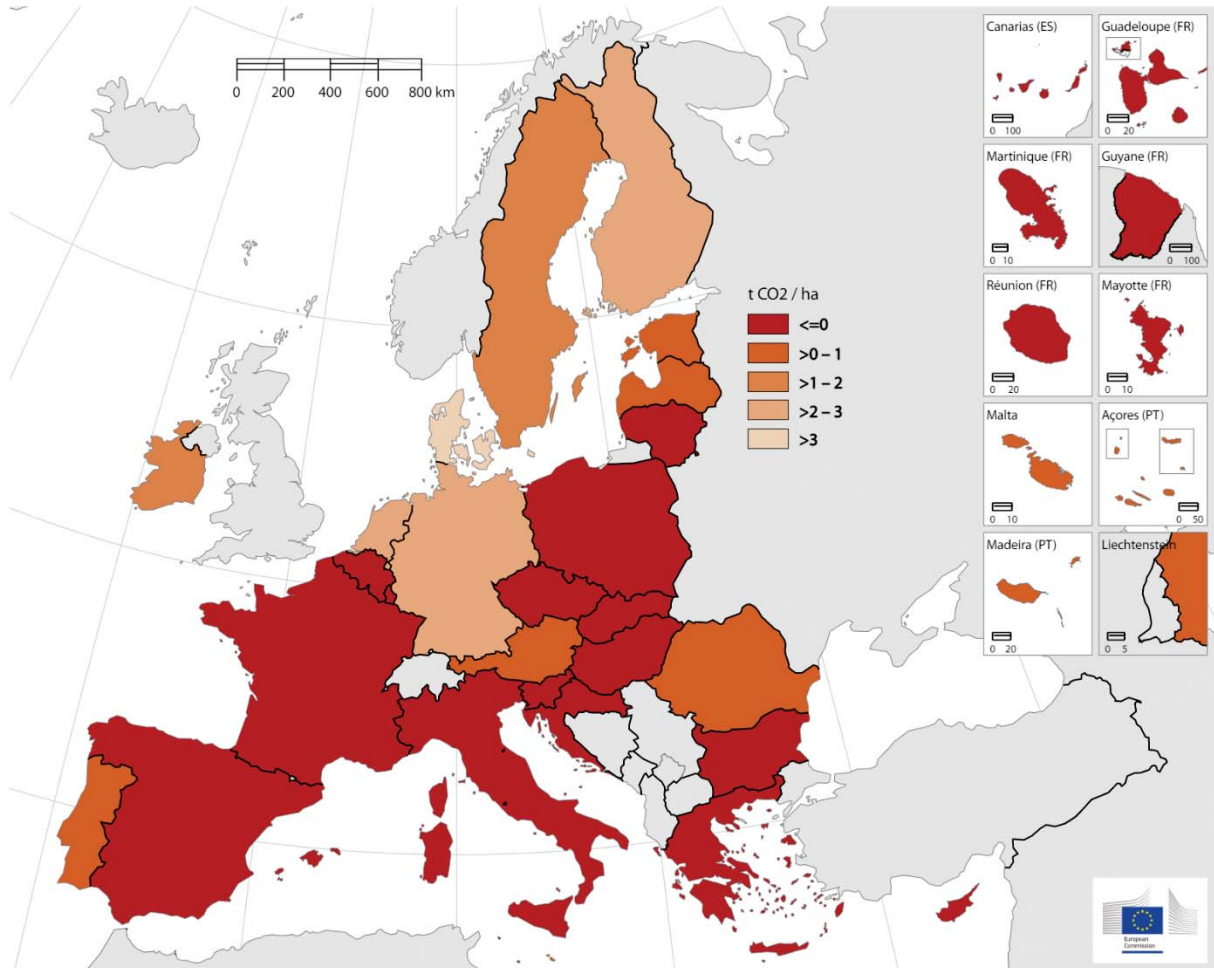 0 200 400 600 800 km
t CO2 / ha
<=0
>0 – 1
>1 – 2
>2 – 3
>3
Canarias (ES)
0 100
Guadeloupe (FR)
0 20
Martinique (FR)
0 10
Guyane (FR)
0 100
Réunion (FR)
0 20
Mayotte (FR)
0 10
Malta
0 10
Açores (PT)
0 50
Madeira (PT)
0 20
Liechtenstein
0 5
European
Commission